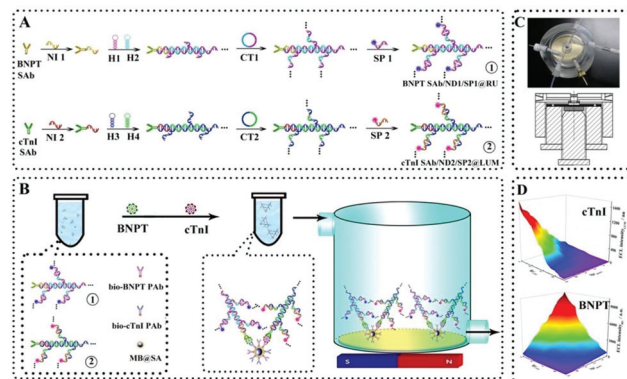 A
BNPT
SAb
NI 1
H1 H2
CT1
SP 1
①
BNPT SAb/ND1/SP1@RU
cTnI
SAb
NI 2
H3 H4
CT2
SP 2
②
cTnI SAb/ND2/SP2@LUM
B
BNPT
cTnI
①
bio-BNPT PAb
bio-cTnI PAb
②
MB@SA
S
N
C
D
cTnI
BNPT